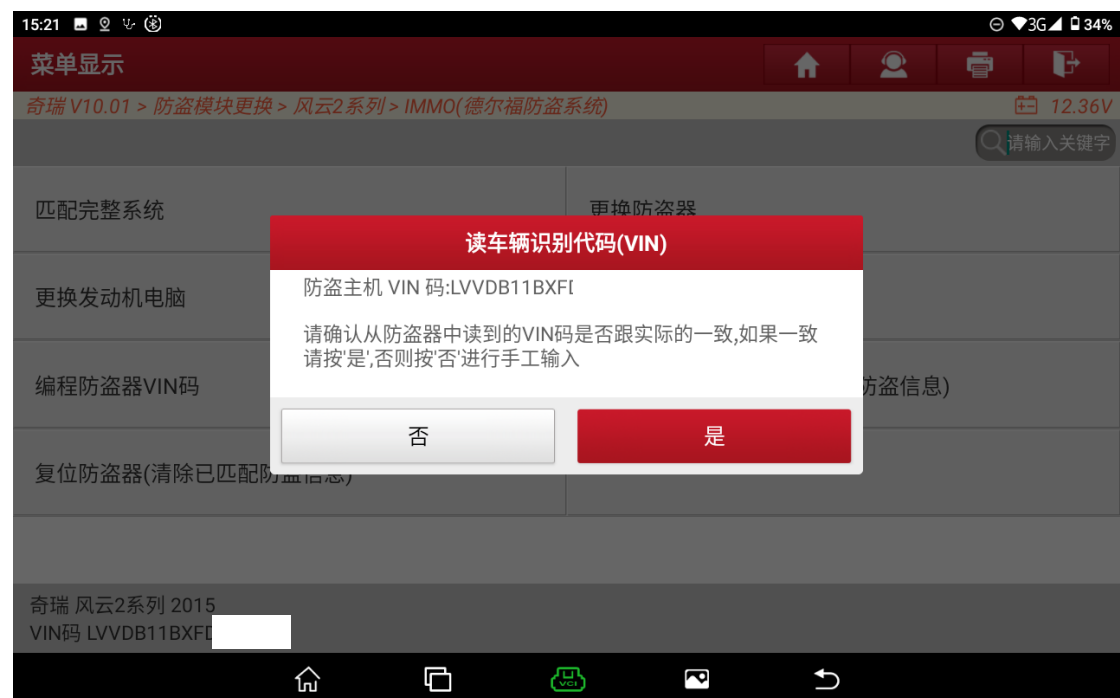 15:21
3G
34%
菜单显示
奇瑞 V10.01 > 防盗模块更换 > 风云2系列 > IMMO(德尔福防盗系统)
12.36V
请输入关键字
匹配完整系统
更换防盗器
读车辆识别代码(VIN)
防盗主机 VIN 码:LVVDB11BXF
请确认从防盗器中读到的VIN码是否跟实际的一致,如果一致
请按'是',否则按'否'进行手工输入
否
是
更换发动机电脑
编程防盗器VIN码
防盗信息)
复位防盗器(清除已匹配防盗信息)
奇瑞 风云2系列 2015
VIN码 LVVDB11BXF
VCI